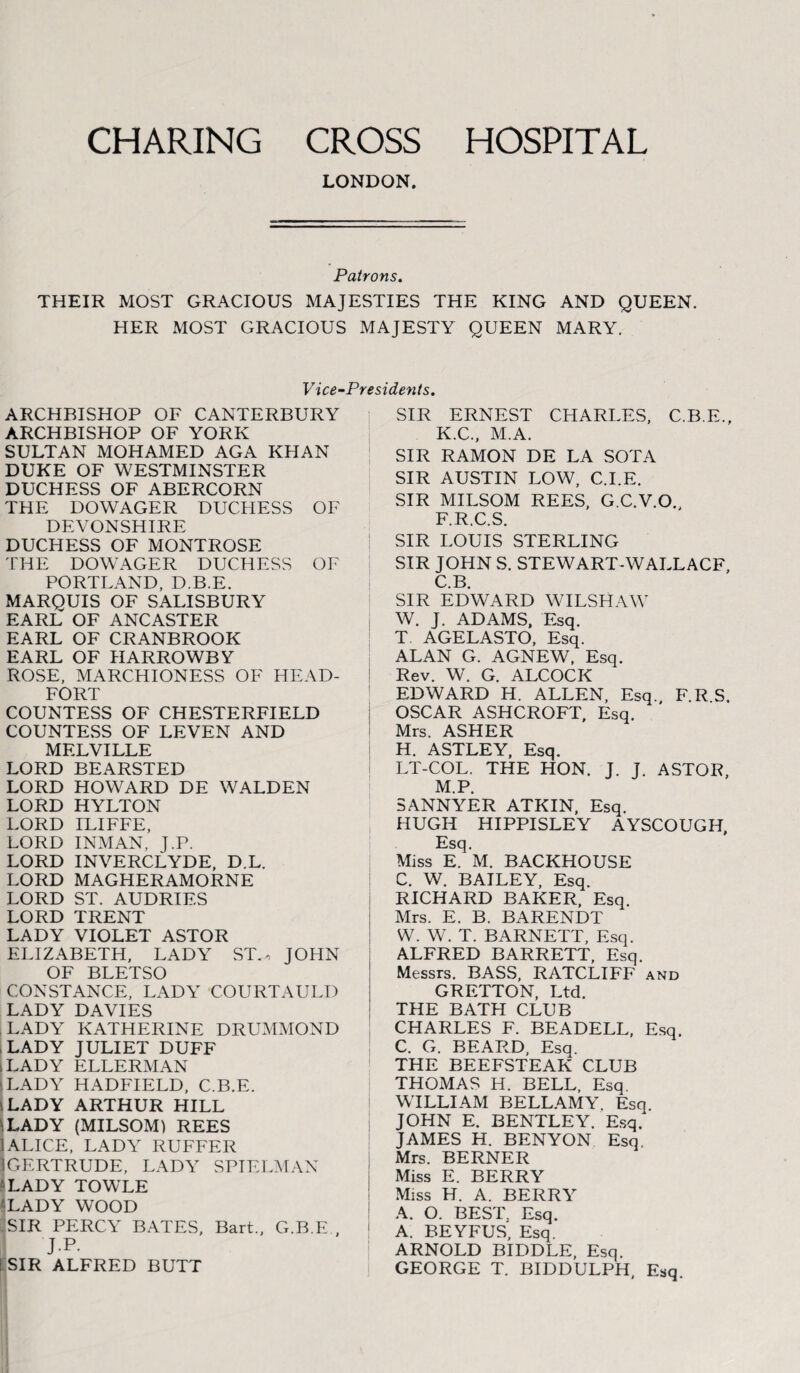 CHARING CROSS HOSPITAL
LONDON.
Patrons.
THEIR MOST GRACIOUS MAJESTIES THE KING AND QUEEN.
HER MOST GRACIOUS MAJESTY QUEEN MARY.
Vice-Presidents.
ARCHBISHOP OF CANTERBURY
ARCHBISHOP OF YORK
SULTAN MOHAMED AGA KHAN
DUKE OF WESTMINSTER
DUCHESS OF ABERCORN
THE DOWAGER DUCHESS OF
DEVONSHIRE
DUCHESS OF MONTROSE
THE DOWAGER DUCHESS OF
PORTLAND, D.B.E.
MARQUIS OF SALISBURY
EARL OF ANCASTER
EARL OF CRANBROOK
EARL OF HARROWBY
ROSE, MARCHIONESS OF HEAD-
FORT
COUNTESS OF CHESTERFIELD
COUNTESS OF LEVEN AND
MELVILLE
LORD BEARSTED
LORD HOWARD DE WALDEN
LORD HYLTON
LORD ILIFFE,
LORD INMAN, J.P.
LORD INVERCLYDE, D.L.
LORD MAGHERAMORNE
LORD ST. AUDRIES
LORD TRENT
LADY VIOLET ASTOR
ELIZABETH, LADY ST. JOHN
OF BLETSO
CONSTANCE, LADY COURTAULD
LADY DAVIES
LADY KATHERINE DRUMMOND
LADY JULIET DUFF
LADY ELLERMAN
LADY HADFIELD, C.B.E.
LADY ARTHUR HILL
LADY (MILSOM) REES
ALICE, LADY RUFFER
GERTRUDE, LADY SPIELMAN
LADY TOWLE
LADY WOOD
SIR PERCY BATES, Bart., G.B.E.,
J.P.
SIR ALFRED BUTT
SIR ERNEST CHARLES, C.B.E.,
K.C., M.A.
SIR RAMON DE LA SOTA
SIR AUSTIN LOW, C.I.E.
SIR MILSOM REES, G.C.V.O.,
F.R.C.S.
SIR LOUIS STERLING
SIR JOHN S. STEWART-WALLACE,
C.B.
SIR EDWARD WILSHAW
W. J. ADAMS, Esq.
T. AGELASTO, Esq.
ALAN G. AGNEW, Esq.
Rev. W. G. ALCOCK
EDWARD H. ALLEN, Esq., F.R.S.
OSCAR ASHCROFT, Esq.
Mrs. ASHER
H. ASTLEY, Esq.
LT-COL. THE HON. J. J. ASTOR,
M.P.
SANNYER ATKIN, Esq.
HUGH HIPPISLEY AYSCOUGH,
Esq.
Miss E. M. BACKHOUSE
C. W. BAILEY, Esq.
RICHARD BAKER, Esq.
Mrs. E. B. BARENDT
W. W. T. BARNETT, Esq.
ALFRED BARRETT, Esq.
Messrs. BASS, RATCLIFF AND
GRETTON, Ltd.
THE BATH CLUB
CHARLES F. BEADELL, Esq.
C. G. BEARD, Esq.
THE BEEFSTEAK CLUB
THOMAS H. BELL, Esq.
WILLIAM BELLAMY, Esq.
JOHN E. BENTLEY, Esq.
JAMES H. BENYON Esq.
Mrs. BERNER
Miss E. BERRY
Miss H. A. BERRY
A. O. BEST, Esq.
A. BEYFUS, Esq.
ARNOLD BIDDLE, Esq.
GEORGE T. BIDDULPH, Esq.